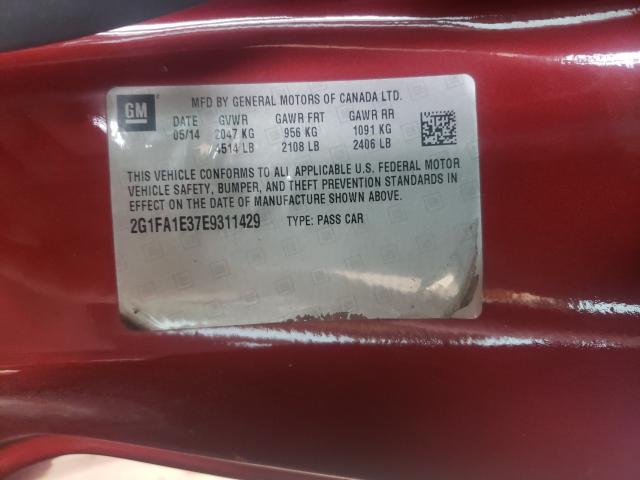 GM
MFD BY GENERAL MOTORS OF CANADA LTD.
DATE GVWR GAWR FRT GAWR RR
05/14 2047 KG 956 KG 1091 KG
4514 LB 2108 LB 2406 LB
THIS VEHICLE CONFORMS TO ALL APPLICABLE U.S. FEDERAL MOTOR
VEHICLE SAFETY, BUMPER, AND THEFT PREVENTION STANDARDS IN
EFFECT ON THE DATE OF MANUFACTURE SHOWN ABOVE.
2G1FA1E37E9311429 TYPE: PASS CAR